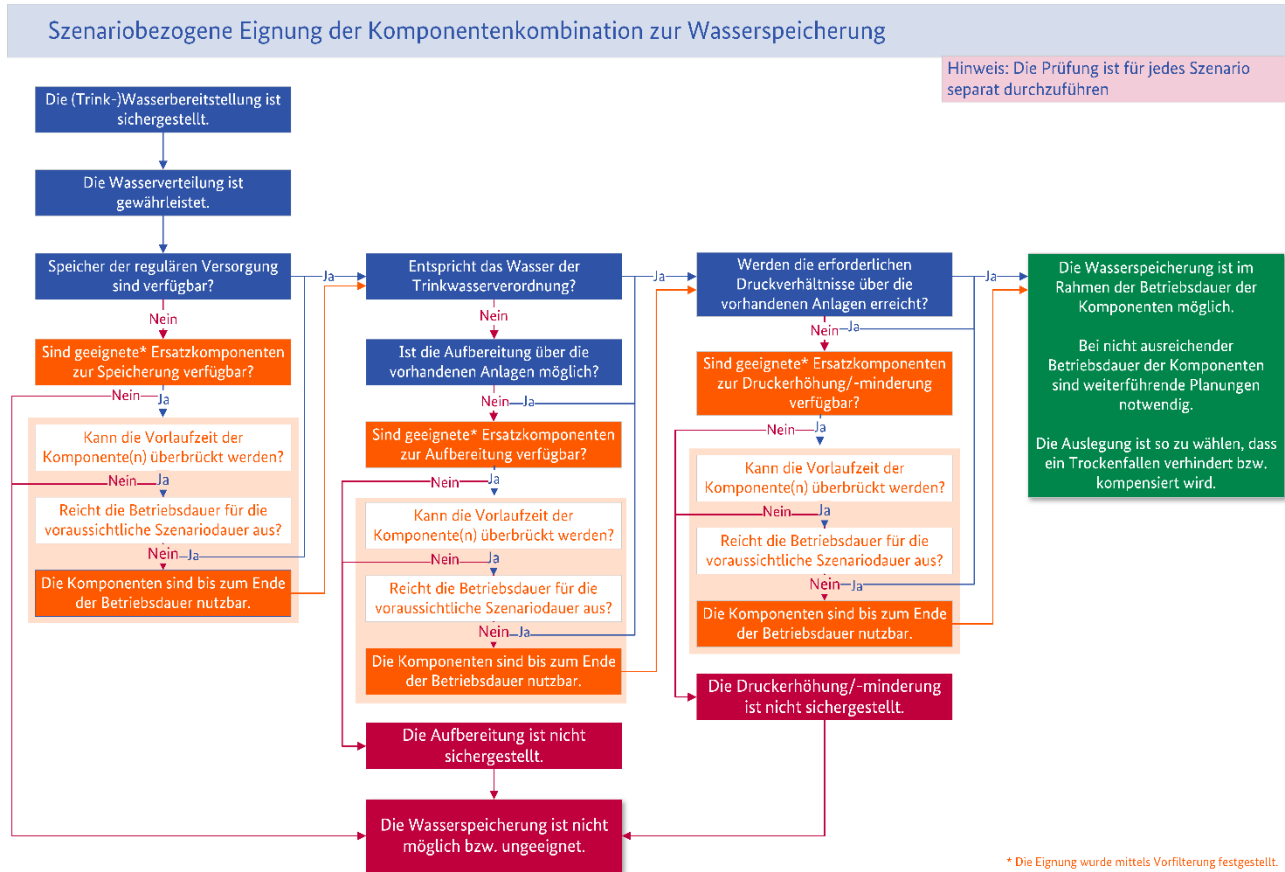 Szenariobezogene Eignung der Komponentenkombination zur Wasserspeicherung
Hinweis: Die Prüfung ist für jedes Szenario
separat durchzuführen
Die (Trink-)Wasserbereitstellung ist
sichergestellt.
Die Wasserverteilung ist
gewährleistet.
Speicher der regulären Versorgung
sind verfügbar?
Ja
Nein
Sind geeignete* Ersatzkomponenten
zur Speicherung verfügbar?
Nein
Ja
Kann die Vorlaufzeit der
Komponente(n) überbrückt werden?
Nein
Ja
Reicht die Betriebsdauer für die
voraussichtliche Szenariodauer aus?
Nein
Ja
Die Komponenten sind bis zum Ende
der Betriebsdauer nutzbar.
Entspricht das Wasser der
Trinkwasserverordnung?
Ja
Nein
Ist die Aufbereitung über die
vorhandenen Anlagen möglich?
Nein
Ja
Sind geeignete* Ersatzkomponenten
zur Aufbereitung verfügbar?
Nein
Ja
Kann die Vorlaufzeit der
Komponente(n) überbrückt werden?
Nein
Ja
Reicht die Betriebsdauer für die
voraussichtliche Szenariodauer aus?
Nein
Ja
Die Komponenten sind bis zum Ende
der Betriebsdauer nutzbar.
Die Aufbereitung ist nicht
sichergestellt.
Die Wasserspeicherung ist nicht
möglich bzw. ungeeignet.
Werden die erforderlichen
Druckverhältnisse über die
vorhandenen Anlagen erreicht?
Ja
Nein
Ja
Sind geeignete* Ersatzkomponenten
zur Druckerhöhung/-minderung
verfügbar?
Nein
Ja
Kann die Vorlaufzeit der
Komponente(n) überbrückt werden?
Nein
Ja
Reicht die Betriebsdauer für die
voraussichtliche Szenariodauer aus?
Nein
Ja
Die Komponenten sind bis zum Ende
der Betriebsdauer nutzbar.
Die Druckerhöhung/-minderung
ist nicht sichergestellt.
Die Wasserspeicherung ist im
Rahmen der Betriebsdauer der
Komponenten möglich.
Bei nicht ausreichender
Betriebsdauer der Komponenten
sind weiterführende Planungen
notwendig.
Die Auslegung ist so zu wählen, dass
ein Trockenfallen verhindert bzw.
kompensiert wird.
* Die Eignung wurde mittels Vorfilterung festgestellt.